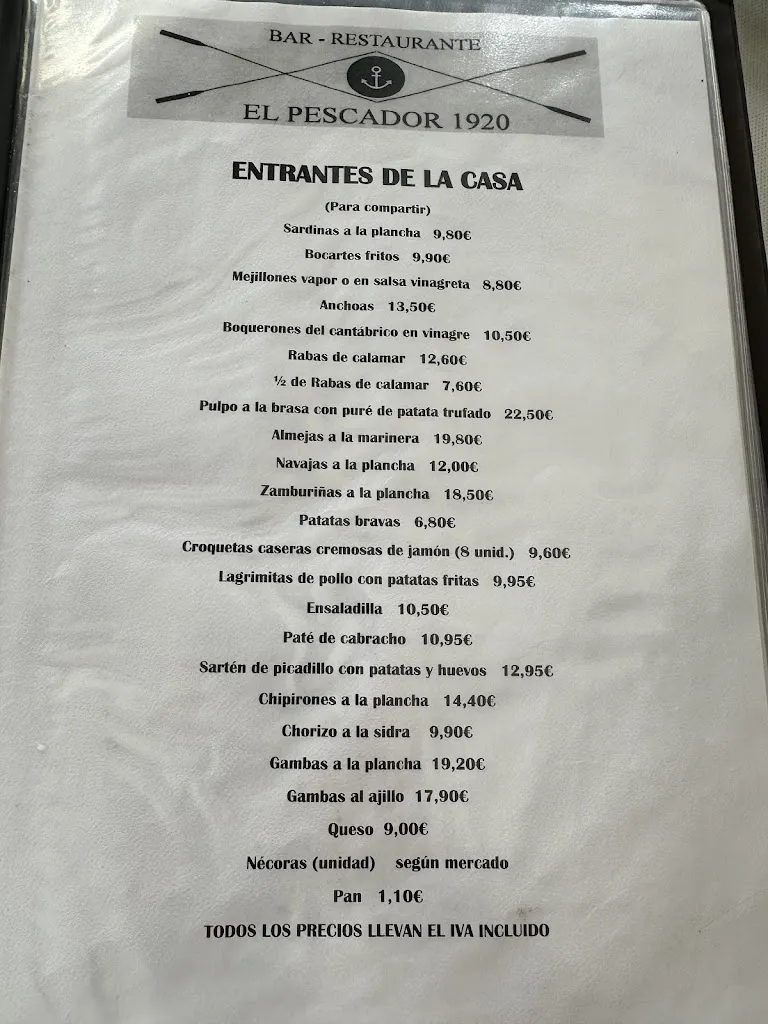 BAR - RESTAURANTE
EL PESCADOR 1920
ENTRANTES DE LA CASA
(Para compartir)
Sardinas a la plancha 9,80€
Bocartes fritos 9,90€
Mejillones vapor o en salsa vinagreta 8,80€
Anchoas 13,50€
Boquerones del cantábrico en vinagre 10,50€
Rabas de calamar 12,60€
½ de Rabas de calamar 7,60€
Pulpo a la brasa con puré de patata trufado 22,50€
Almejas a la marinera 19,80€
Navajas a la plancha 12,00€
Zamburiñas a la plancha 18,50€
Patatas bravas 6,80€
Croquetas caseras cremosas de jamón (8 unid.) 9,60€
Lagrimitas de pollo con patatas fritas 9,95€
Ensaladilla 10,50€
Paté de cabracho 10,95€
Sartén de picadillo con patatas y huevos 12,95€
Chipirones a la plancha 14,40€
Chorizo a la sidra 9,90€
Gambas a la plancha 19,20€
Gambas al ajillo 17,90€
Queso 9,00€
Nécoras (unidad) según mercado
Pan 1,10€
TODOS LOS PRECIOS LLEVAN EL IVA INCLUIDO